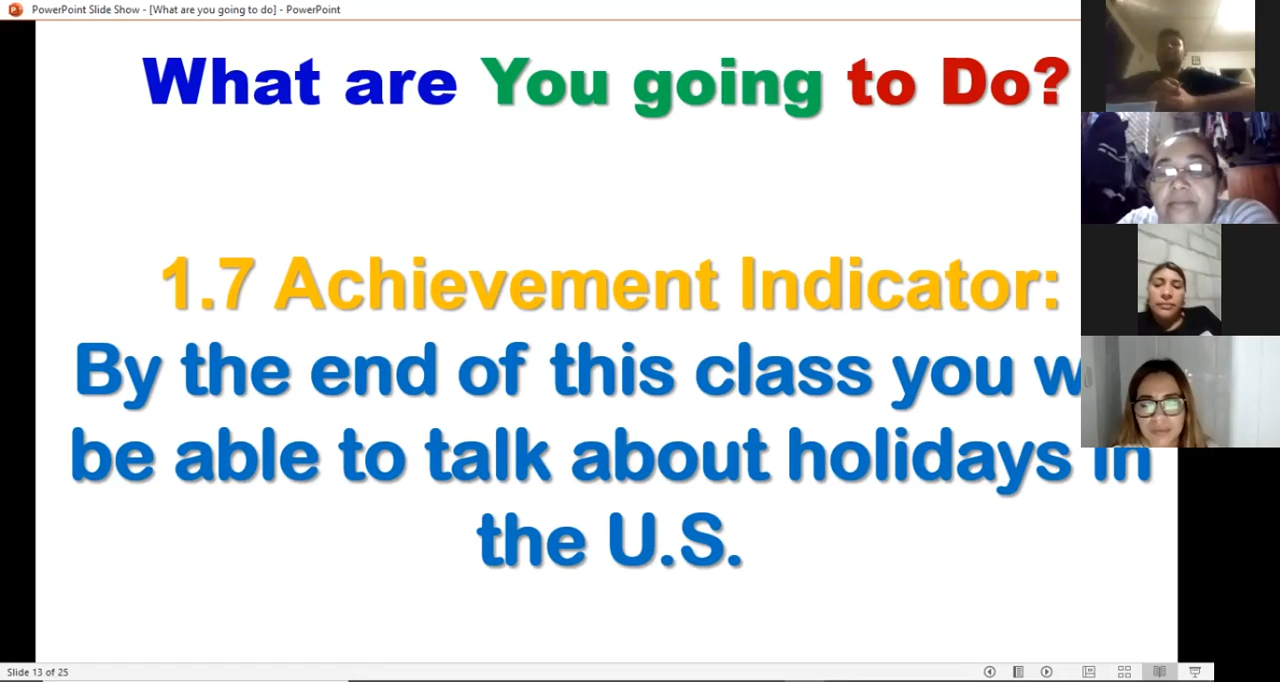 PowerPoint Slide Show - [What are you going to do] - PowerPoint
What are You going to Do?
1.7 Achievement Indicator:
By the end of this class you
be able to talk about holidays in
the U.S.
Slide 13 of 25